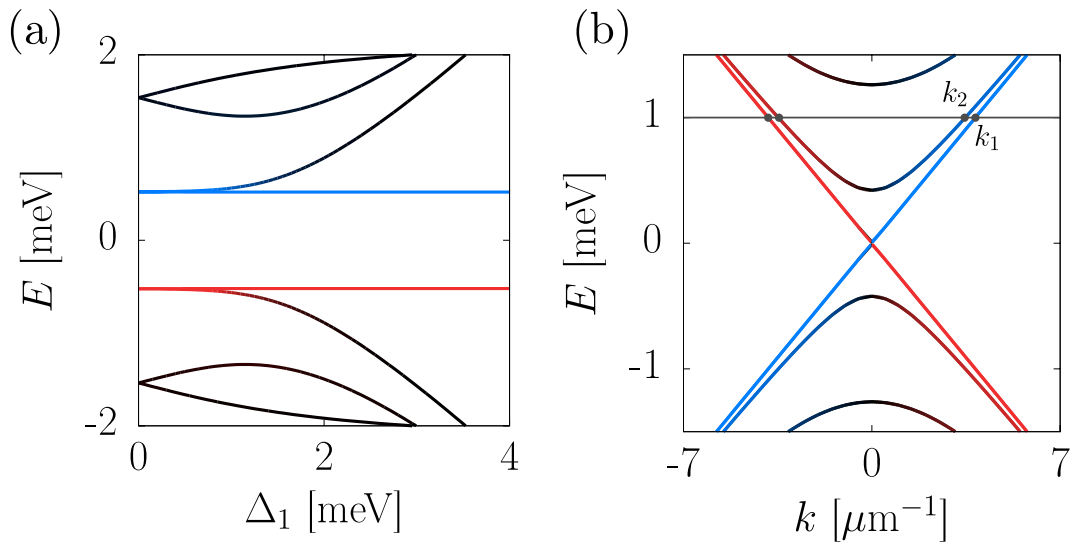 (a)
2
0
-2
E [meV]
0
2
4
Δ₁ [meV]
(b)
1
0
-1
E [meV]
k₂
k₁
-7
0
7
k [μm⁻¹]